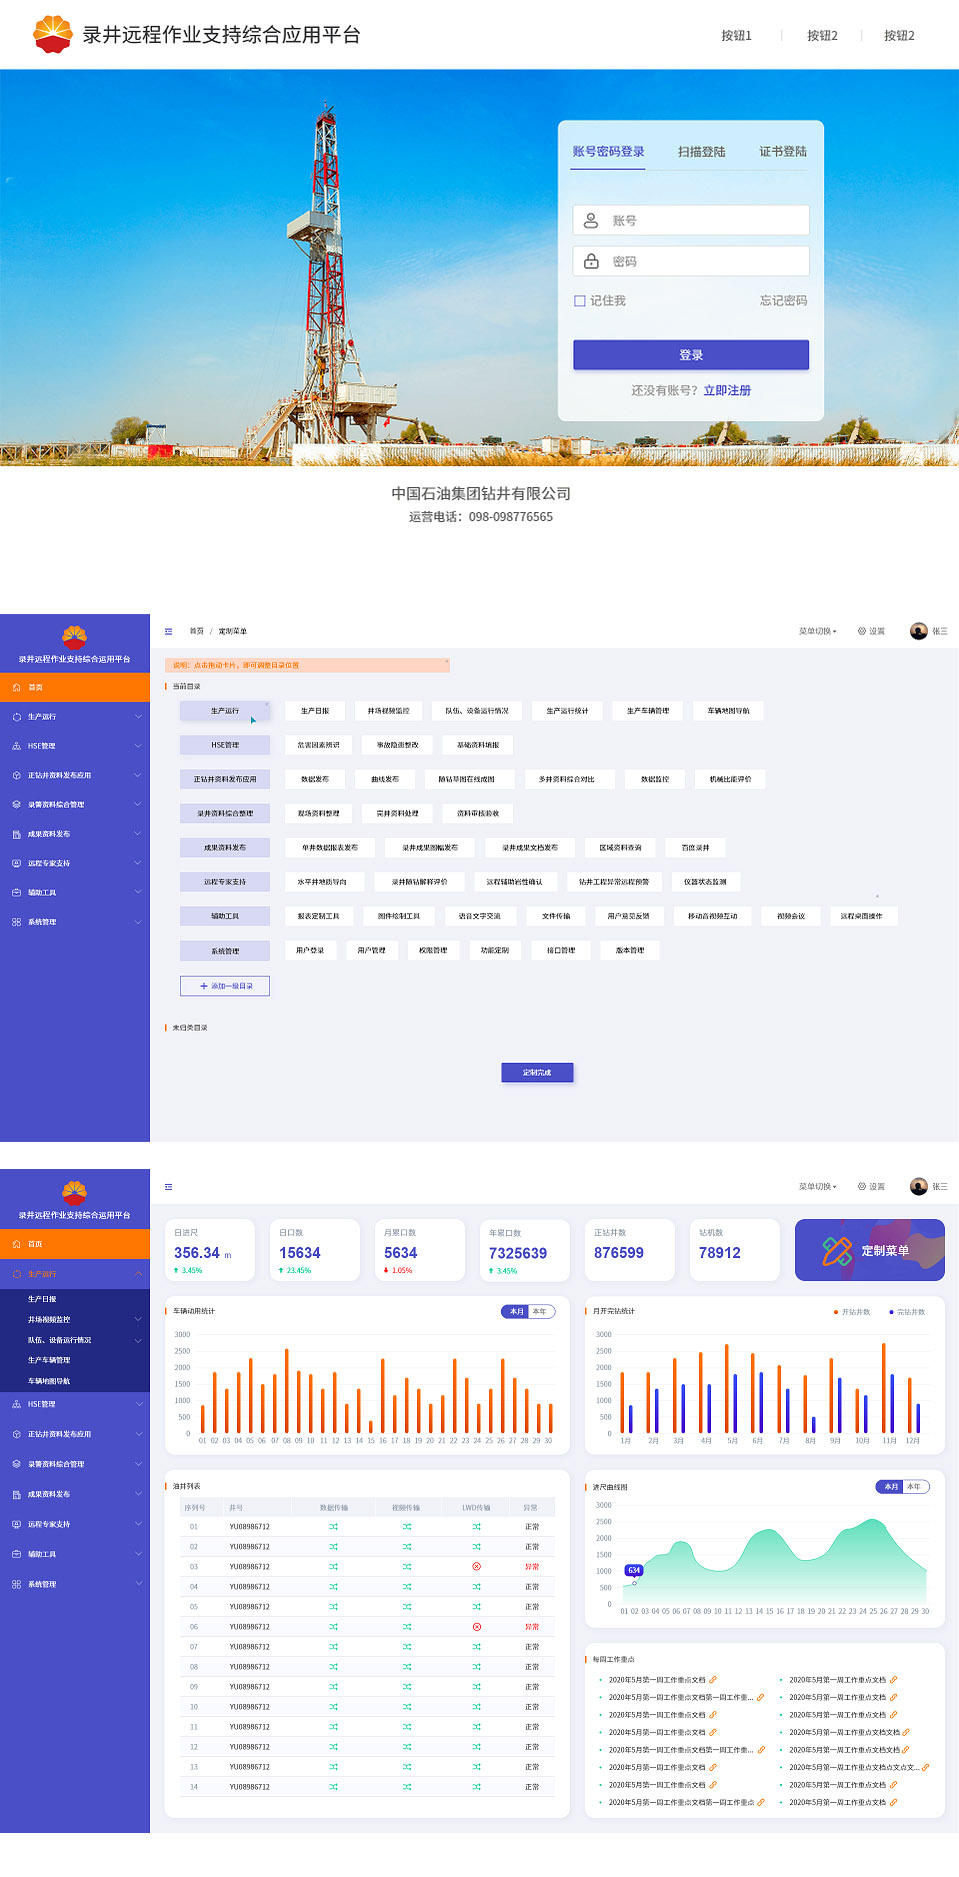 录井远程作业支持综合应用平台
按钮1 按钮2 按钮2
账号密码登录 扫描登陆 证书登陆
账号
密码
记住我 忘记密码
登录
还没有账号？立即注册
中国石油集团钻井有限公司
运营电话：098-098776565
录井远程作业支持综合运用平台
首页 / 定制菜单
菜单切换 设置 张三
首页
生产运行
HSE管理
正钻井资料发布应用
录警资料综合管理
成果资料发布
远程专家支持
辅助工具
系统管理
说明：点击拖动卡片，即可调整目录位置
当前目录
生产运行 生产日报 井场视频监控 队伍、设备运行情况 生产运行统计 生产车辆管理 车辆地图导航
HSE管理 危害因素辨识 事故隐患整改 基础资料填报
正钻井资料发布应用 数据发布 曲线发布 随钻草图在线成图 多井资料综合对比 数据监控 机械比能评价
录井资料综合整理 现场资料整理 完井资料处理 资料审核验收
成果资料发布 单井数据报表发布 录井成果图幅发布 录井成果文档发布 区域资料查询 百度录井
远程专家支持 水平井地质导向 录井随钻解释评价 远程辅助岩性确认 钻井工程异常远程预警 仪器状态监测
辅助工具 报表定制工具 图件绘制工具 语音文字交流 文件传输 用户意见反馈 移动音视频互动 视频会议 远程桌面操作
系统管理 用户登录 用户管理 权限管理 功能定制 接口管理 版本管理
添加一级目录
未归类目录
定制完成
录井远程作业支持综合运用平台
菜单切换 设置 张三
首页
生产运行
生产日报
井场视频监控
队伍、设备运行情况
生产车辆管理
车辆地图导航
HSE管理
正钻井资料发布应用
录警资料综合管理
成果资料发布
远程专家支持
辅助工具
系统管理
日进尺 日口数 月累口数 年累口数 正钻井数 钻机数
356.34 m 15634 5634 7325639 876599 78912
3.45% 23.45% 1.05% 3.45%
定制菜单
车辆动用统计 本月 本年
3000
2500
2000
1500
1000
500
0
01 02 03 04 05 06 07 08 09 10 11 12 13 14 15 16 17 18 19 20 21 22 23 24 25 26 27 28 29 30
月开完钻统计 开钻井数 完钻井数
3000
2500
2000
1500
1000
500
0
1月 2月 3月 4月 5月 6月 7月 8月 9月 10月 11月 12月
油井列表
序列号 井号 数据传输 视频传输 LWD传输 异常
01 YU08986712 正常
02 YU08986712 正常
03 YU08986712 异常
04 YU08986712 正常
05 YU08986712 正常
06 YU08986712 异常
07 YU08986712 正常
08 YU08986712 正常
09 YU08986712 正常
10 YU08986712 正常
11 YU08986712 正常
12 YU08986712 正常
13 YU08986712 正常
14 YU08986712 正常
进尺曲线图 本月 本年
3000
2500
2000
1500
1000
500
0
634
01 02 03 04 05 06 07 08 09 10 11 12 13 14 15 16 17 18 19 20 21 22 23 24 25 26 27 28 29 30
每周工作重点
2020年5月第一周工作重点文档 2020年5月第一周工作重点文档
2020年5月第一周工作重点文档第一周工作重... 2020年5月第一周工作重点文档
2020年5月第一周工作重点文档 2020年5月第一周工作重点文档
2020年5月第一周工作重点文档 2020年5月第一周工作重点文档文档
2020年5月第一周工作重点文档第一周工作重... 2020年5月第一周工作重点文档文档
2020年5月第一周工作重点文档 2020年5月第一周工作重点文档点文点文...
2020年5月第一周工作重点文档 2020年5月第一周工作重点文档
2020年5月第一周工作重点文档第一周工作重点 2020年5月第一周工作重点文档